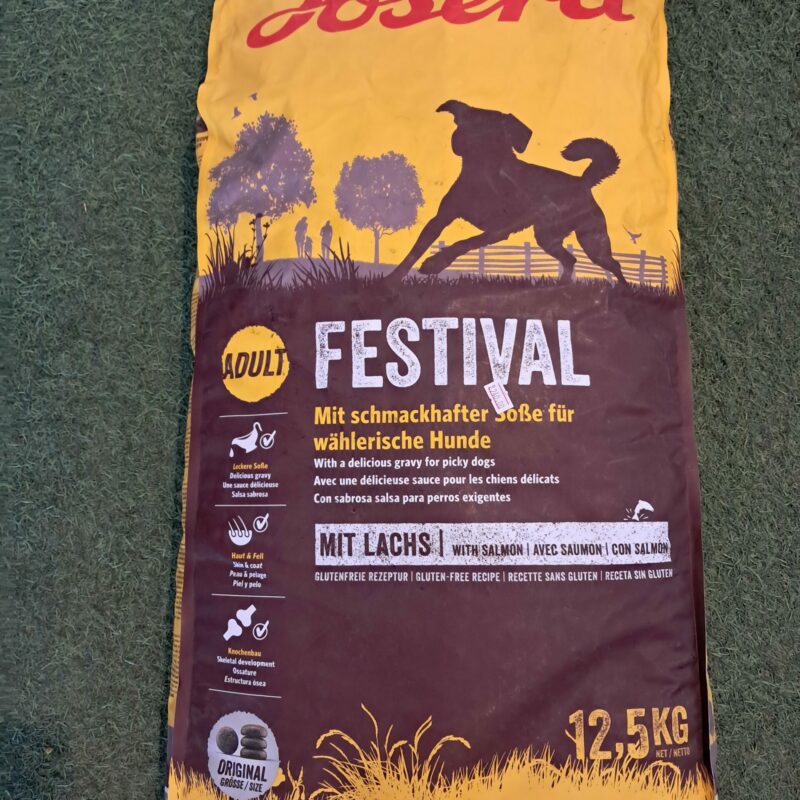 Josera
ADULT
FESTIVAL
Mit schmackhafter Soße für
wählerische Hunde
With a delicious gravy for picky dogs
Avec une délicieuse sauce pour les chiens délicats
Con sabrosa salsa para perros exigentes
Leckere Soße
Delicious gravy
Une sauce délicieuse
Salsa sabrosa
MIT LACHS | WITH SALMON | AVEC SAUMON | CON SALMÓN
GLUTENFREIE REZEPTUR | GLUTEN-FREE RECIPE | RECETTE SANS GLUTEN | RECETA SIN GLUTEN
Haut & Fell
Skin & coat
Peau & pelage
Piel y pelo
Knochenbau
Skeletal development
Ossature
Estructura ósea
ORIGINAL
GRÖSSE / SIZE
12,5 KG
NET / NETTO